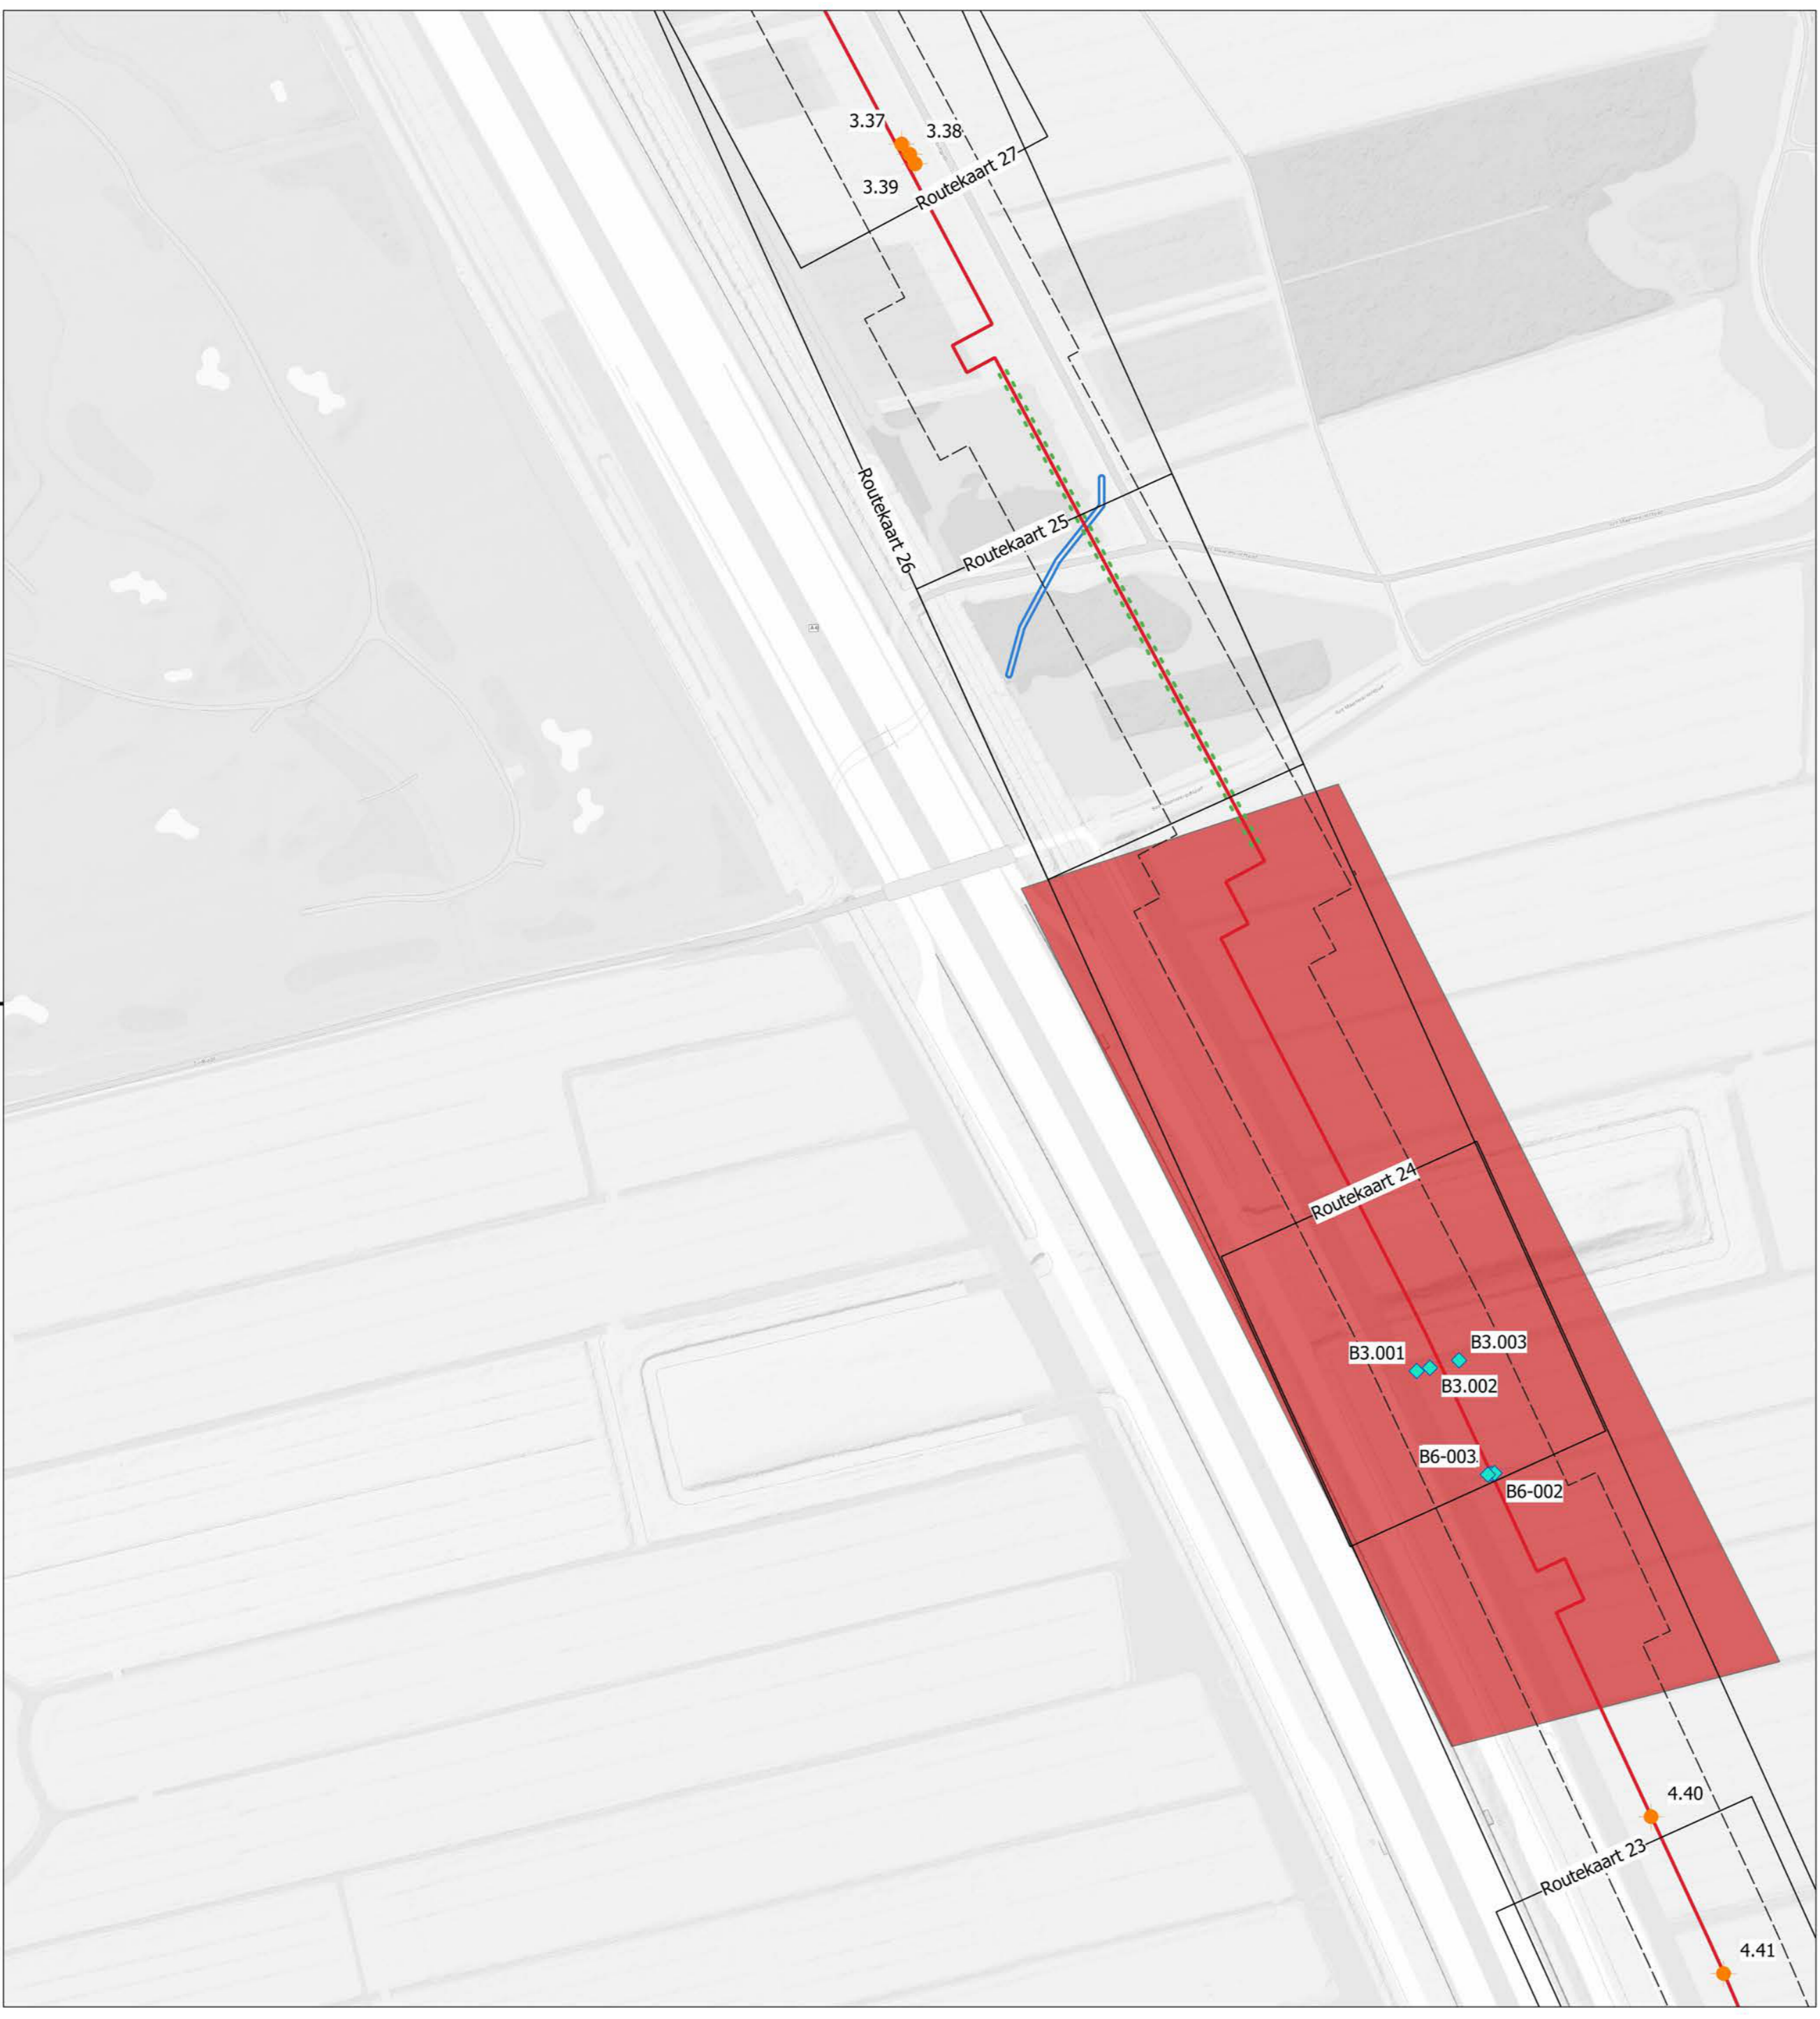 3.37
3.38
3.39
Routekaart 27
Routekaart 26
Routekaart 25
A4
Routekaart 24
B3.001
B3.003
B3.002
B6-003
B6-002
4.40
Routekaart 23
4.41